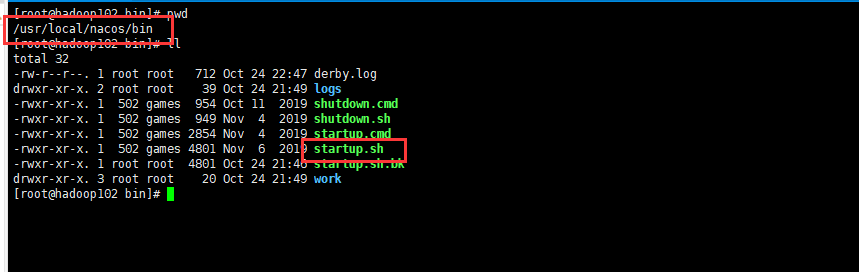 [root@hadoop102 bin]# pwd
/usr/local/nacos/bin
[root@hadoop102 bin]# ll
total 32
-rw-r--r--. 1 root root   712 Oct 24 22:47 derby.log
drwxr-xr-x. 2 root root    39 Oct 24 21:49 logs
-rwxr-xr-x. 1  502 games  954 Oct 11  2019 shutdown.cmd
-rwxr-xr-x. 1  502 games  949 Nov  4  2019 shutdown.sh
-rwxr-xr-x. 1  502 games 2854 Nov  4  2019 startup.cmd
-rwxr-xr-x. 1  502 games 4801 Nov  6  2019 startup.sh
-rwxr-xr-x. 1 root root  4801 Oct 24 21:46 startup.sh.bk
drwxr-xr-x. 3 root root    20 Oct 24 21:49 work
[root@hadoop102 bin]#